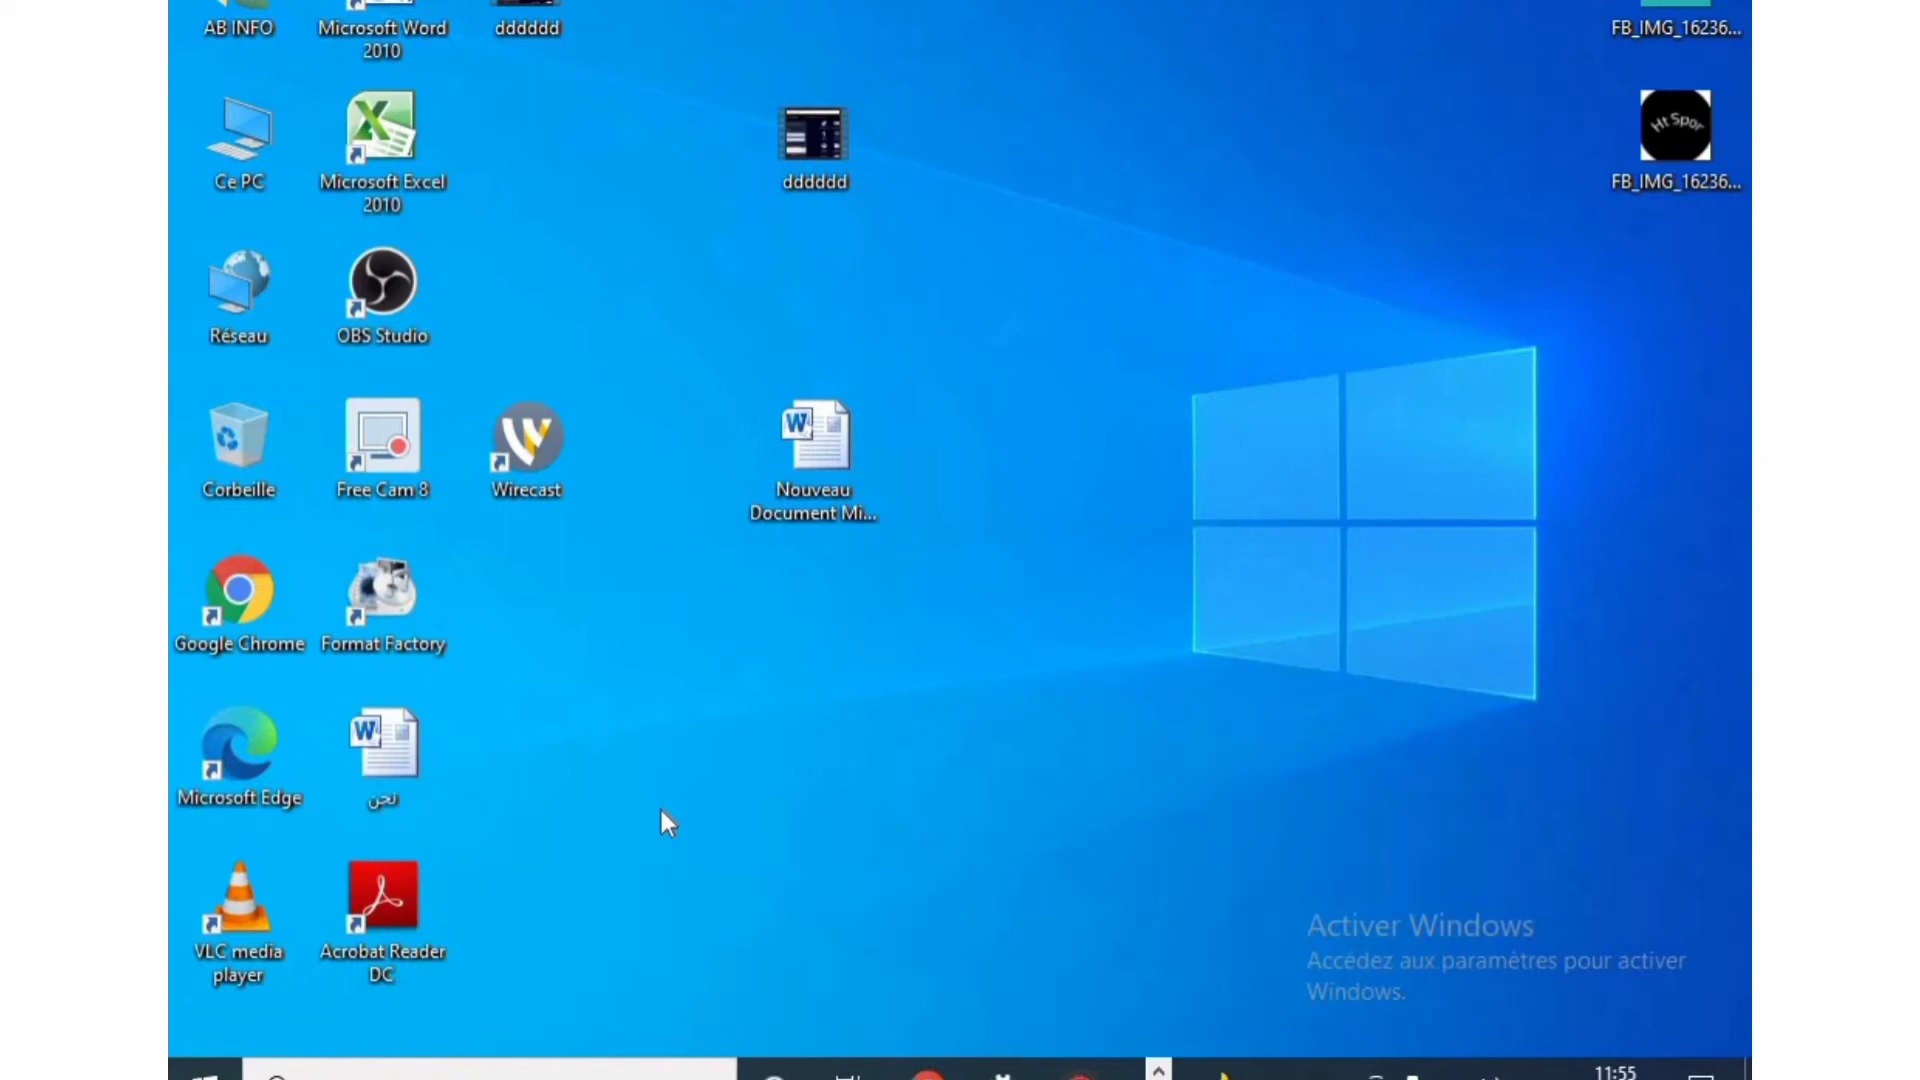 AB INFO
Microsoft Word
2010
dddddd
FB_IMG_16236...
Ce PC
Microsoft Excel
2010
dddddd
Ht Spor
FB_IMG_16236...
Réseau
OBS Studio
Corbeille
Free Cam 8
Wirecast
Nouveau
Document Mi...
Google Chrome
Format Factory
Microsoft Edge
نحن
VLC media
player
Acrobat Reader
DC
Activer Windows
Accédez aux paramètres pour activer
Windows.
11:55